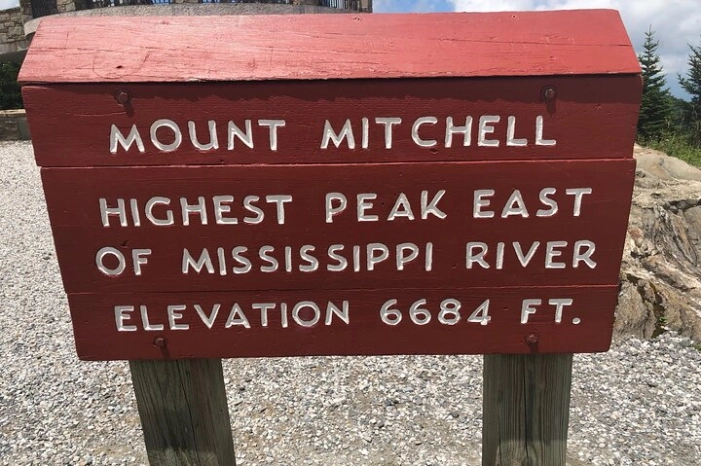 MOUNT MITCHELL
HIGHEST PEAK EAST
OF MISSISSIPPI RIVER
ELEVATION 6684 FT.